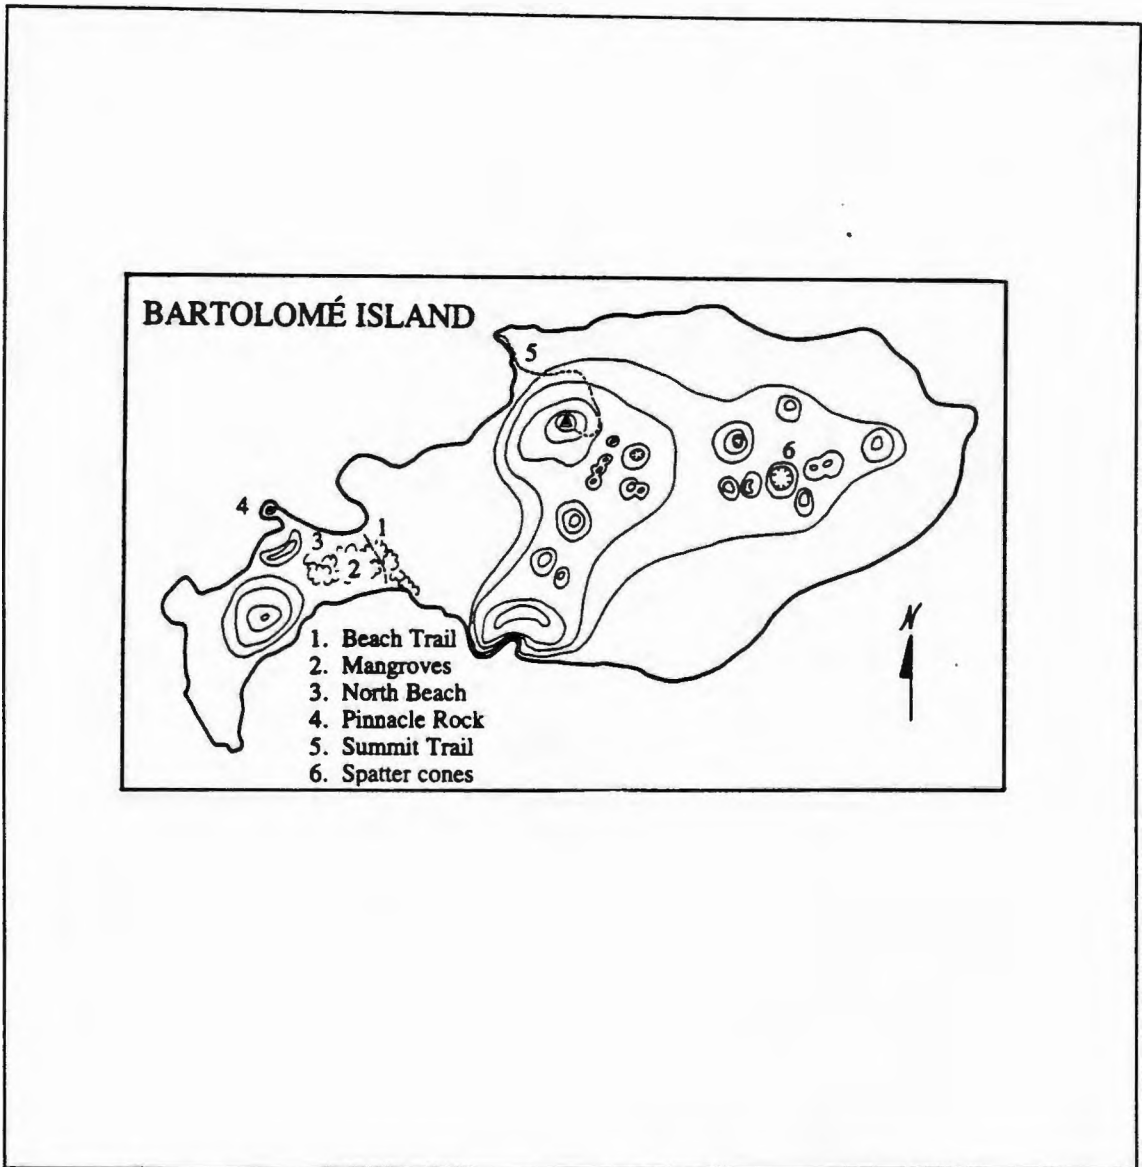 BARTOLOMÉ ISLAND
5
6
4
3
1
2
N
1. Beach Trail
2. Mangroves
3. North Beach
4. Pinnacle Rock
5. Summit Trail
6. Spatter cones